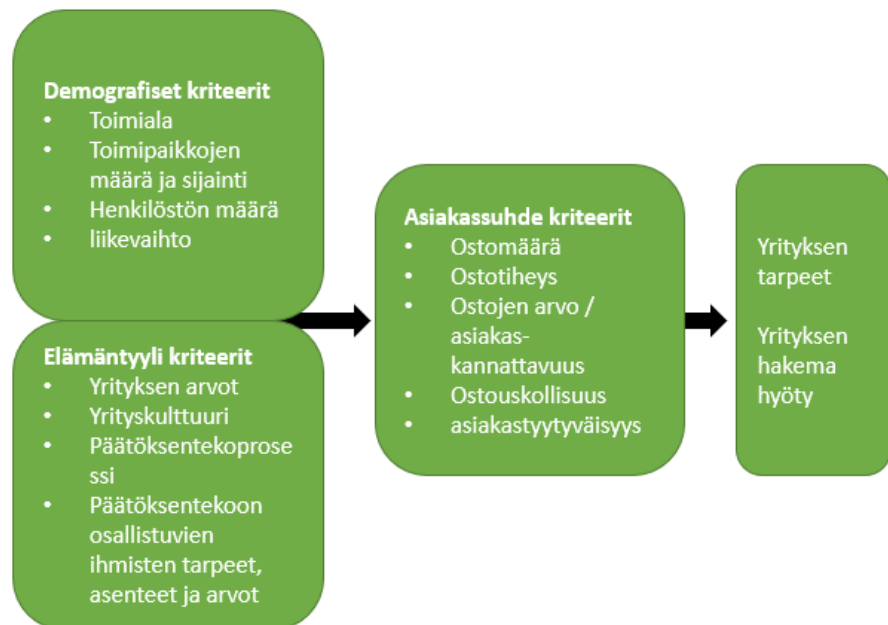 Demografiset kriteerit
• Toimiala
• Toimipaikkojen
määrä ja sijainti
• Henkilöstön määrä
• liikevaihto
Elämäntyyli kriteerit
• Yrityksen arvot
• Yrityskulttuuri
• Päätöksentekoprose
ssi
• Päätöksentekoon
osallistuvien
ihmisten tarpeet,
asenteet ja arvot
Asiakassuhde kriteerit
• Ostomäärä
• Ostotiheys
• Ostojen arvo /
asiakas-
kannattavuus
• Ostouskollisuus
• asiakastyytyväisyys
Yrityksen
tarpeet
Yrityksen
hakema
hyöty